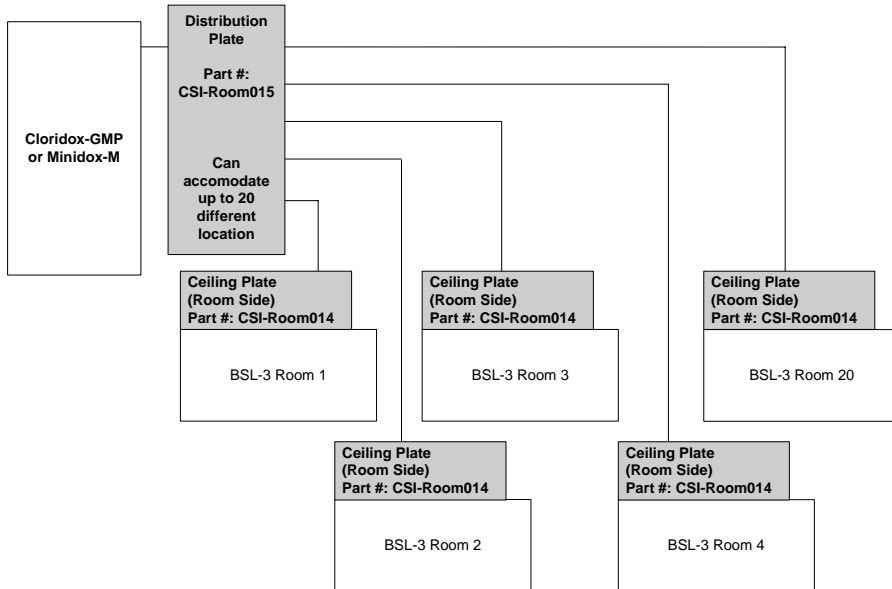 Distribution
Plate
Part #:
CSI-Room015
Can
accomodate
up to 20
different
location
Cloridox-GMP
or Minidox-M
Ceiling Plate
(Room Side)
Part #: CSI-Room014
BSL-3 Room 1
Ceiling Plate
(Room Side)
Part #: CSI-Room014
BSL-3 Room 3
Ceiling Plate
(Room Side)
Part #: CSI-Room014
BSL-3 Room 20
Ceiling Plate
(Room Side)
Part #: CSI-Room014
BSL-3 Room 2
Ceiling Plate
(Room Side)
Part #: CSI-Room014
BSL-3 Room 4